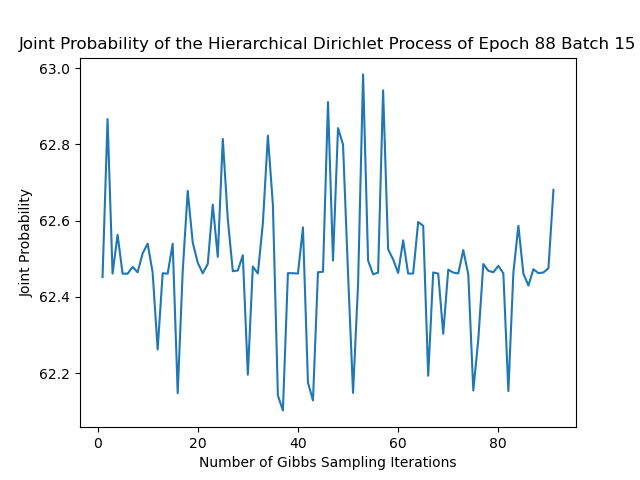 Joint Probability of the Hierarchical Dirichlet Process of Epoch 88 Batch 15
63.0
62.8
62.6
62.4
62.2
Joint Probability
0 20 40 60 80
Number of Gibbs Sampling Iterations